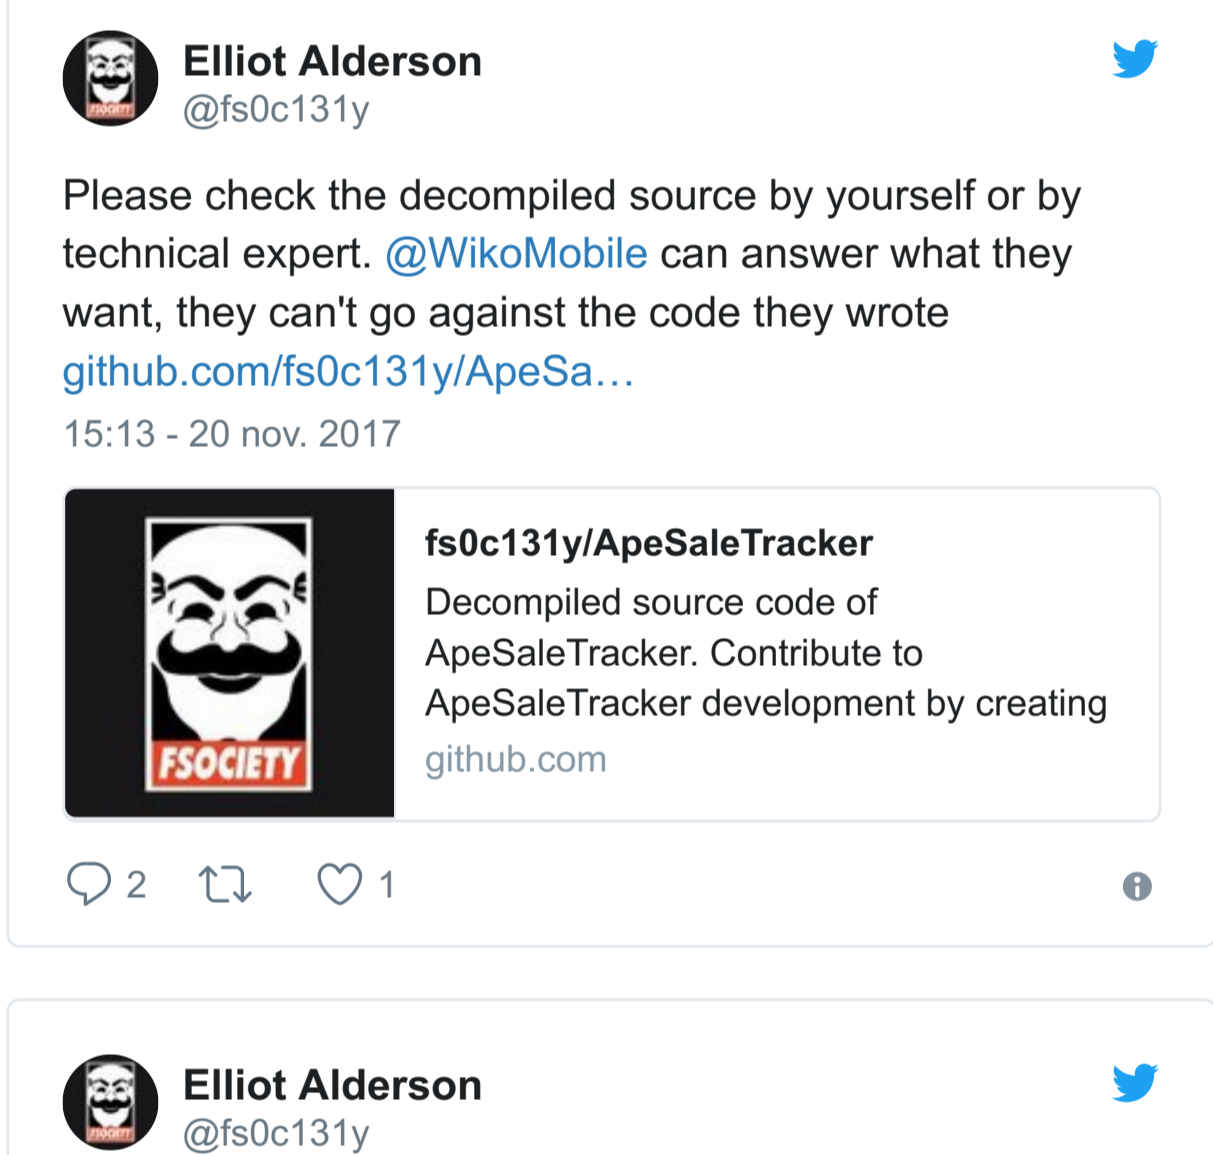 Elliot Alderson
@fs0c131y
Please check the decompiled source by yourself or by
technical expert. @WikoMobile can answer what they
want, they can't go against the code they wrote
github.com/fs0c131y/ApeSa…
15:13 - 20 nov. 2017
FSOCIETY
fs0c131y/ApeSaleTracker
Decompiled source code of
ApeSaleTracker. Contribute to
ApeSaleTracker development by creating
github.com
2
1
Elliot Alderson
@fs0c131y